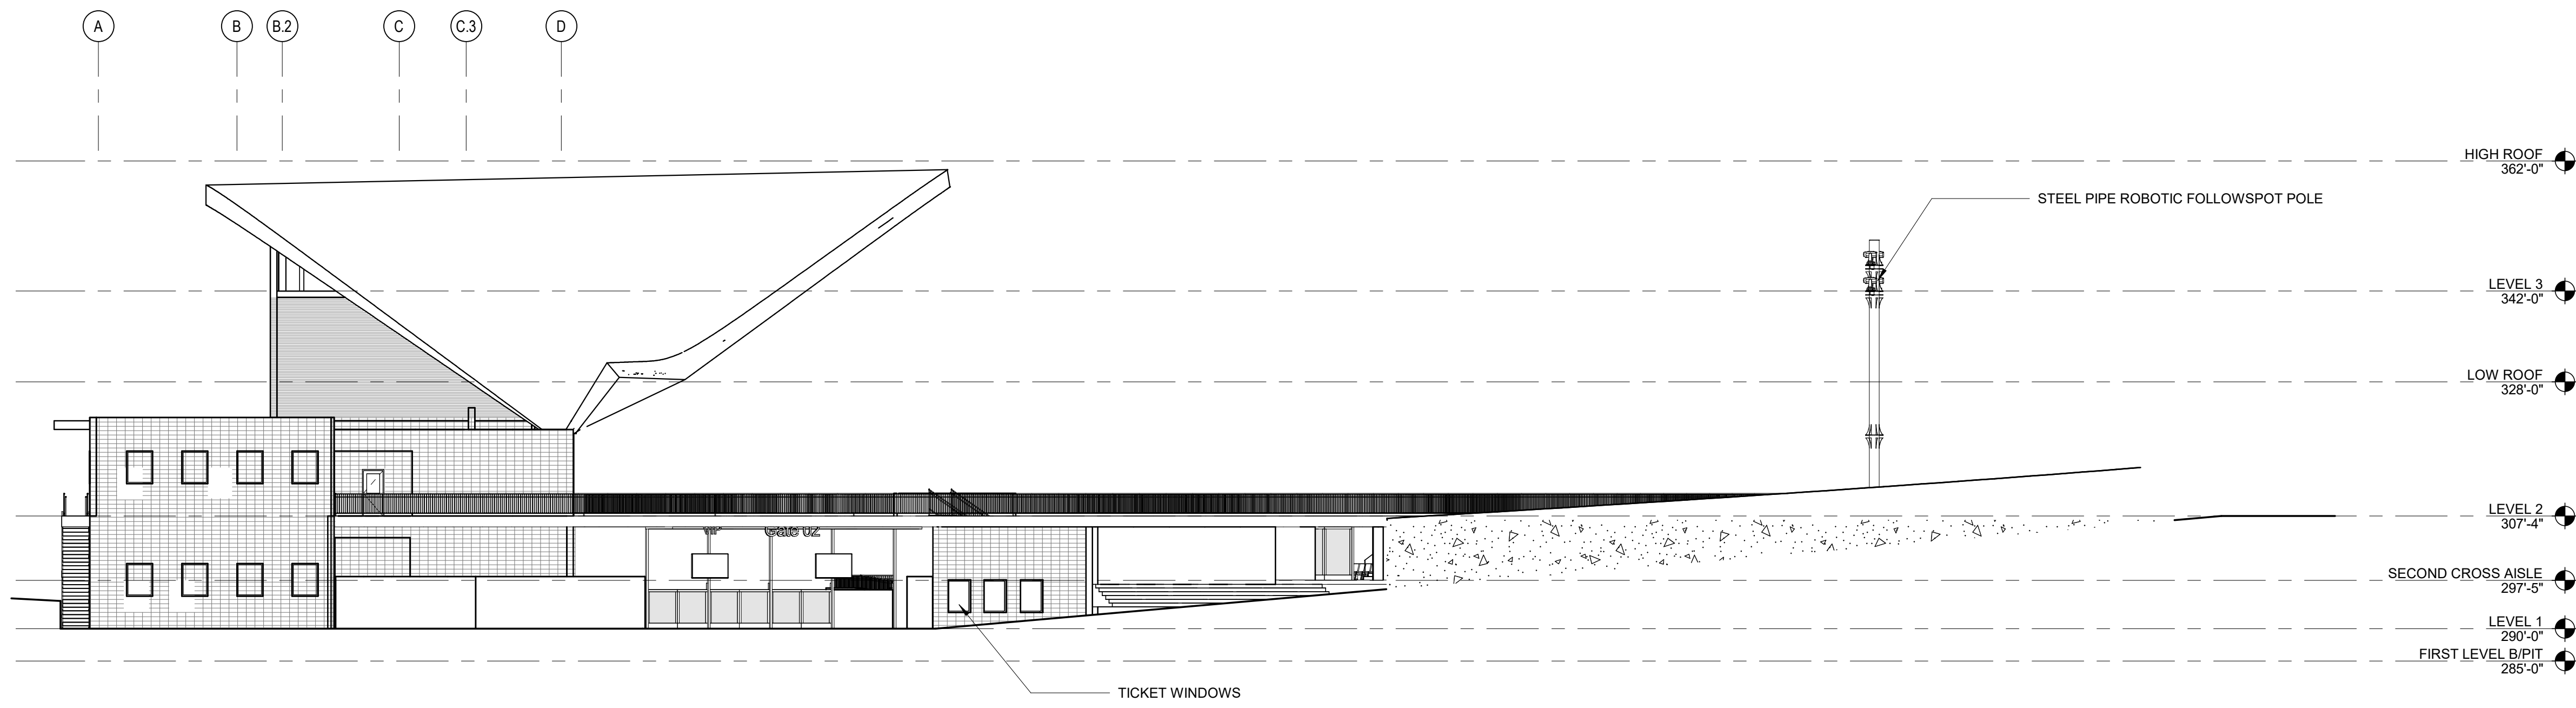 A
B
B.2
C
C.3
D
HIGH ROOF
362'-0"
STEEL PIPE ROBOTIC FOLLOWSPOT POLE
LEVEL 3
342'-0"
LOW ROOF
328'-0"
LEVEL 2
307'-4"
Gate 02
SECOND CROSS AISLE
297'-5"
LEVEL 1
290'-0"
FIRST LEVEL B/PIT
285'-0"
TICKET WINDOWS